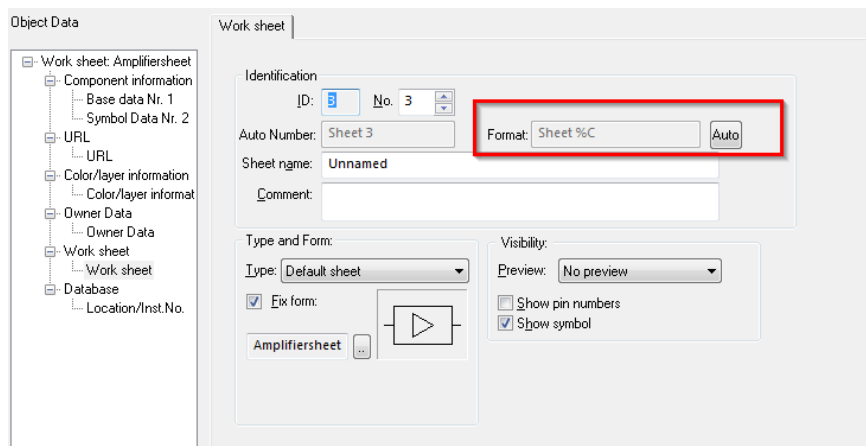 Object Data
Work sheet
Work sheet: Amplifiersheet
Component information
Base data Nr. 1
Symbol Data Nr. 2
URL
URL
Color/layer information
Color/layer informat
Owner Data
Owner Data
Work sheet
Work sheet
Database
Location/Inst.No.
Identification
ID: 3 No. 3
Auto Number: Sheet 3 Format: Sheet %C Auto
Sheet name: Unnamed
Comment:
Type and Form:
Type: Default sheet
Fix form:
Amplifiersheet ..
Visibility:
Preview: No preview
Show pin numbers
Show symbol